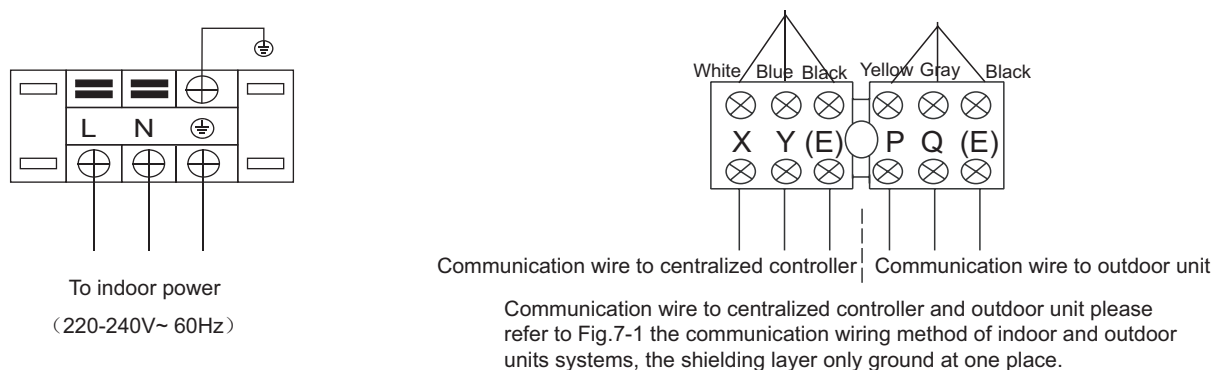 L N
To indoor power
（220-240V~ 60Hz）
White Blue Black Yellow Gray Black
X Y (E) P Q (E)
Communication wire to centralized controller Communication wire to outdoor unit
Communication wire to centralized controller and outdoor unit please
refer to Fig.7-1 the communication wiring method of indoor and outdoor
units systems, the shielding layer only ground at one place.